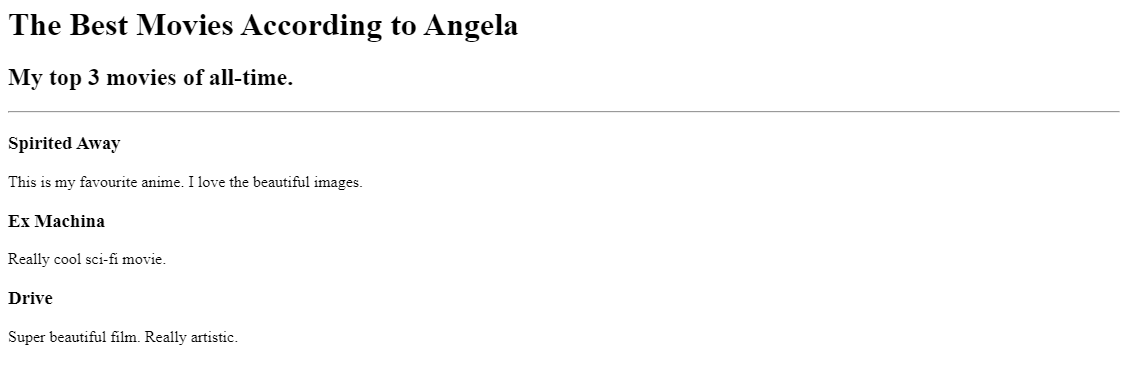 The Best Movies According to Angela
My top 3 movies of all-time.
Spirited Away
This is my favourite anime. I love the beautiful images.
Ex Machina
Really cool sci-fi movie.
Drive
Super beautiful film. Really artistic.